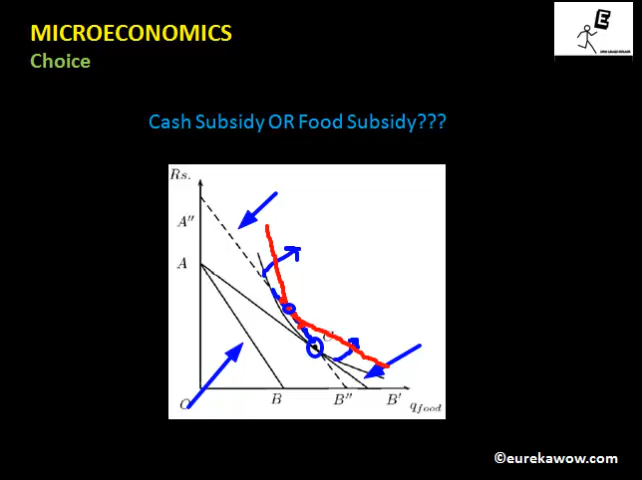 MICROECONOMICS
Choice
E
Cash Subsidy OR Food Subsidy???
Rs.
A''
A
C
O
B
B''
B'
q_food
©eurekawow.com